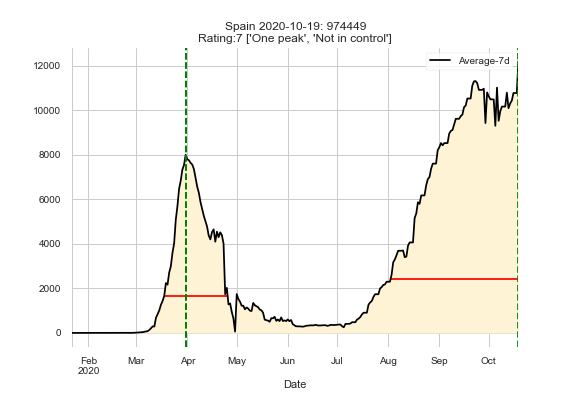 Spain 2020-10-19: 974449
Rating:7 ['One peak', 'Not in control']
Average-7d
12000
10000
8000
6000
4000
2000
0
Feb Mar Apr May Jun Jul Aug Sep Oct
2020
Date